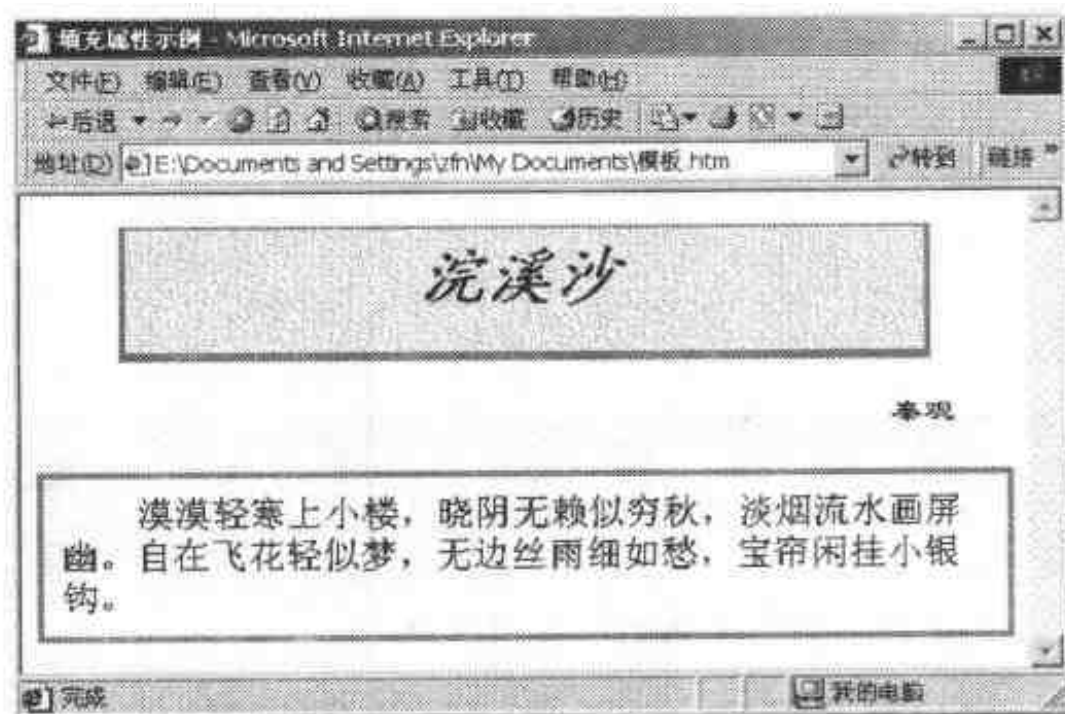 填充属性示例 - Microsoft Internet Explorer
文件(F) 编辑(E) 查看(V) 收藏(A) 工具(T) 帮助(H)
后退 搜索 收藏 历史
地址(D) E:\Documents and Settings\zfn\My Documents\模板.htm 转到 链接 »
浣溪沙
秦观
漠漠轻寒上小楼，晓阴无赖似穷秋，淡烟流水画屏
幽。自在飞花轻似梦，无边丝雨细如愁，宝帘闲挂小银
钩。
完成 我的电脑